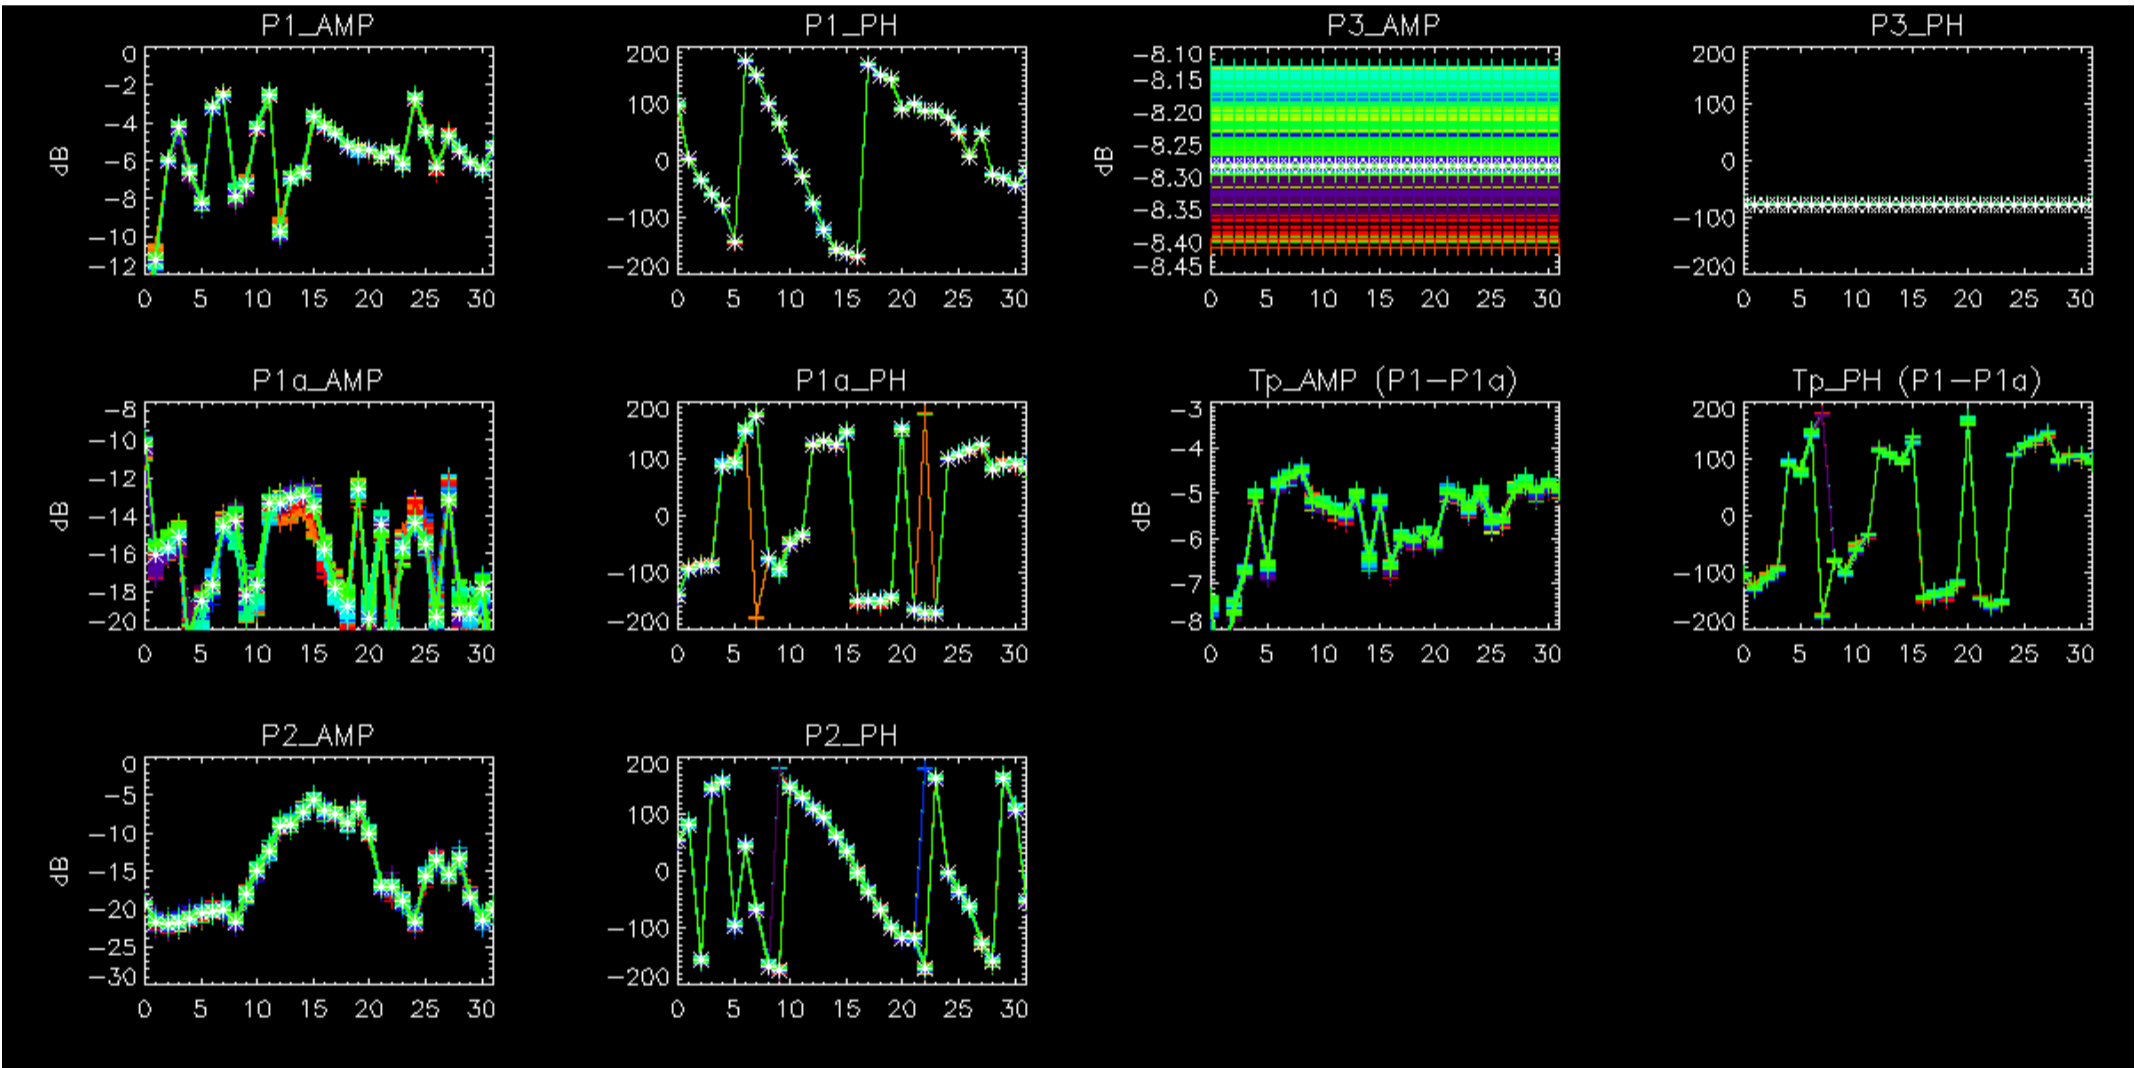 P1_AMP
P1_PH
P3_AMP
P3_PH
dB
0
−2
−4
−6
−8
−10
−12
0 5 10 15 20 25 30
200
100
0
−100
−200
0 5 10 15 20 25 30
dB
−8.10
−8.15
−8.20
−8.25
−8.30
−8.35
−8.40
−8.45
0 5 10 15 20 25 30
200
100
0
−100
−200
0 5 10 15 20 25 30
P1a_AMP
P1a_PH
Tp_AMP (P1−P1a)
Tp_PH (P1−P1a)
dB
−8
−10
−12
−14
−16
−18
−20
0 5 10 15 20 25 30
200
100
0
−100
−200
0 5 10 15 20 25 30
dB
−3
−4
−5
−6
−7
−8
0 5 10 15 20 25 30
200
100
0
−100
−200
0 5 10 15 20 25 30
P2_AMP
P2_PH
dB
0
−5
−10
−15
−20
−25
−30
0 5 10 15 20 25 30
200
100
0
−100
−200
0 5 10 15 20 25 30